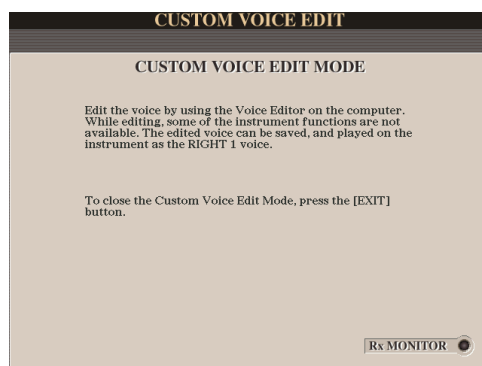 CUSTOM VOICE EDIT
CUSTOM VOICE EDIT MODE
Edit the voice by using the Voice Editor on the computer.
While editing, some of the instrument functions are not
available. The edited voice can be saved, and played on the
instrument as the RIGHT 1 voice.
To close the Custom Voice Edit Mode, press the [EXIT]
button.
Rx MONITOR